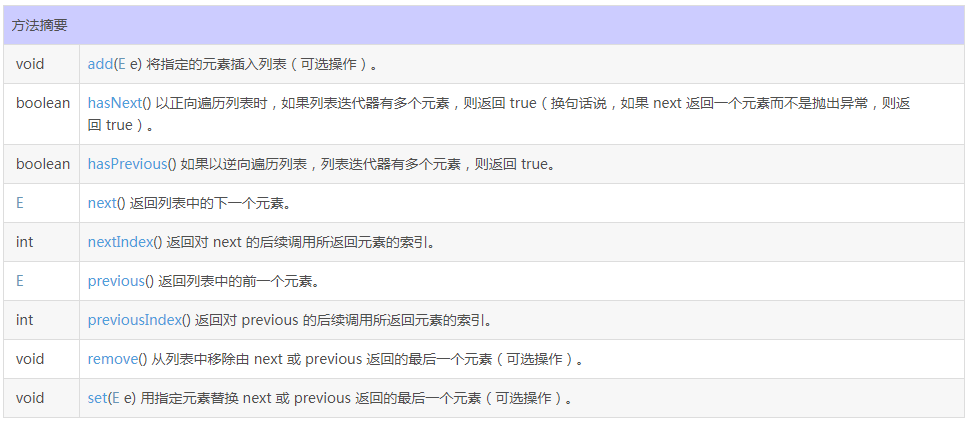 方法摘要
void add(E e) 将指定的元素插入列表（可选操作）。
boolean hasNext() 以正向遍历列表时，如果列表迭代器有多个元素，则返回 true（换句话说，如果 next 返回一个元素而不是抛出异常，则返
回 true）。
boolean hasPrevious() 如果以逆向遍历列表，列表迭代器有多个元素，则返回 true。
E next() 返回列表中的下一个元素。
int nextIndex() 返回对 next 的后续调用所返回元素的索引。
E previous() 返回列表中的前一个元素。
int previousIndex() 返回对 previous 的后续调用所返回元素的索引。
void remove() 从列表中移除由 next 或 previous 返回的最后一个元素（可选操作）。
void set(E e) 用指定元素替换 next 或 previous 返回的最后一个元素（可选操作）。